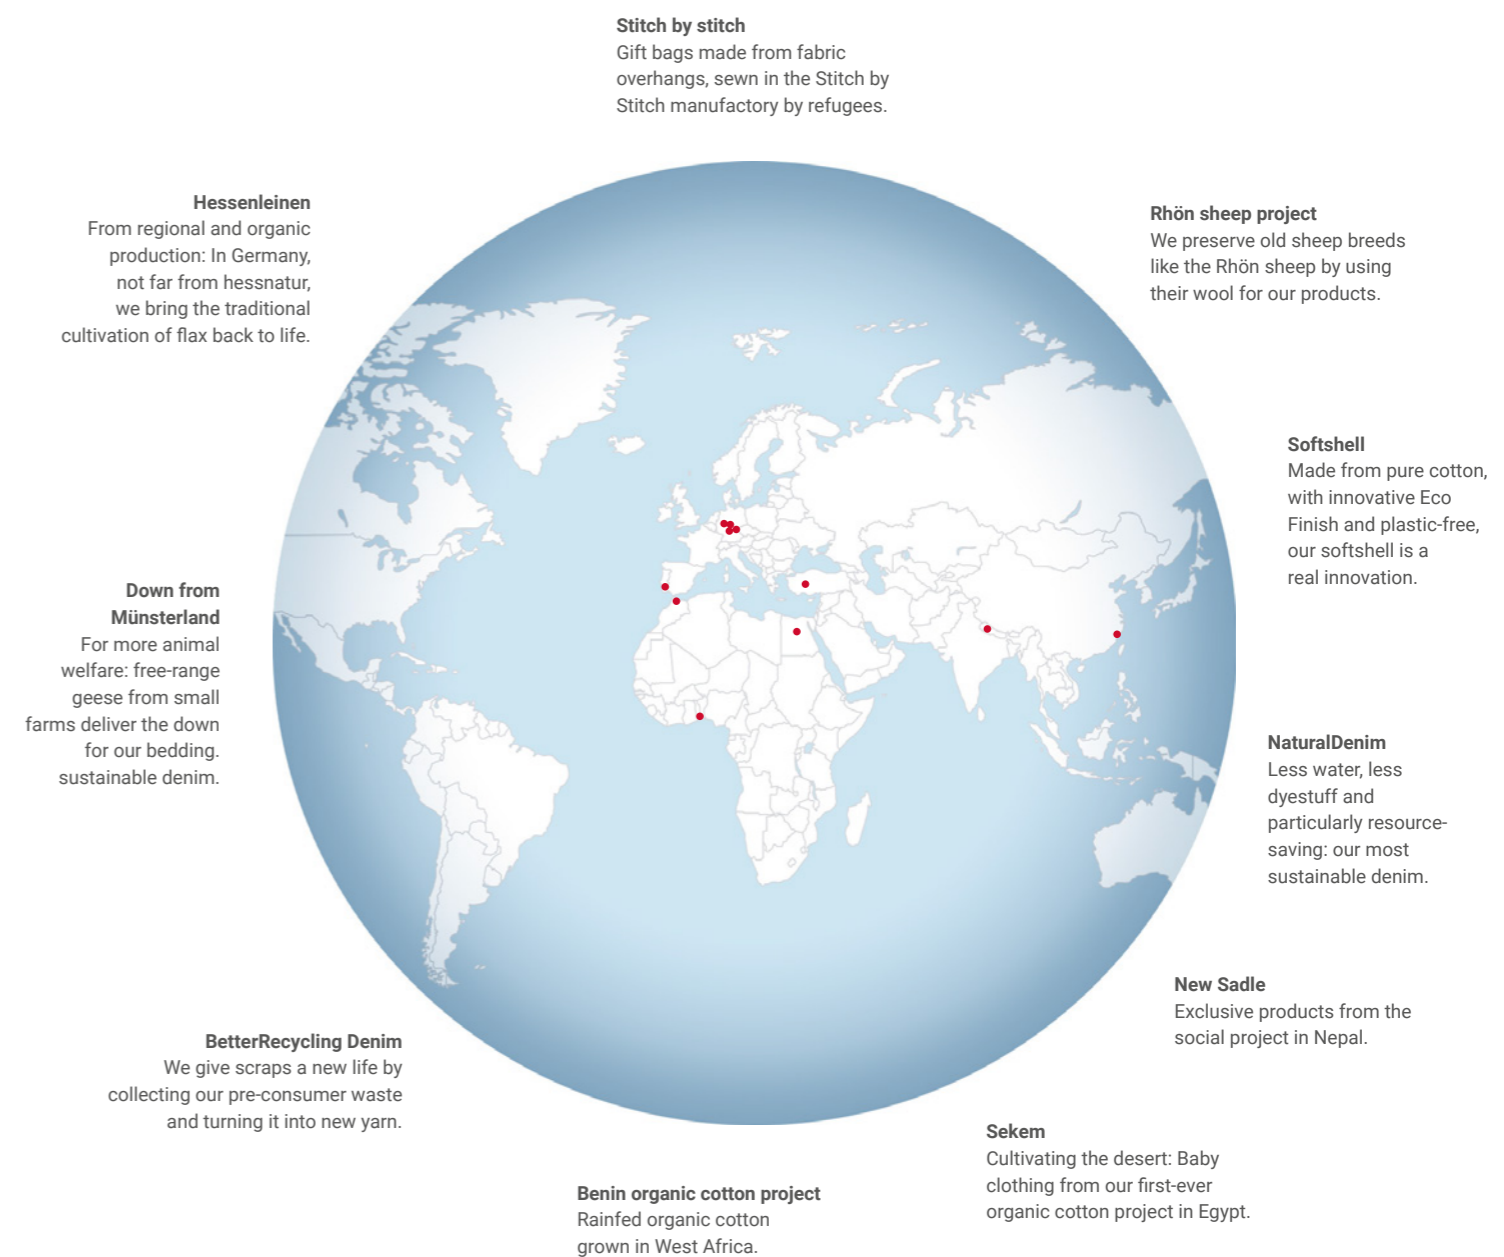 Stitch by stitch
Gift bags made from fabric
overhangs, sewn in the Stitch by
Stitch manufactory by refugees.
Hessenleinen
From regional and organic
production: In Germany,
not far from hessnatur,
we bring the traditional
cultivation of flax back to life.
Rhön sheep project
We preserve old sheep breeds
like the Rhön sheep by using
their wool for our products.
Softshell
Made from pure cotton,
with innovative Eco
Finish and plastic-free,
our softshell is a
real innovation.
Down from
Münsterland
For more animal
welfare: free-range
geese from small
farms deliver the down
for our bedding.
sustainable denim.
NaturalDenim
Less water, less
dyestuff and
particularly resource-
saving: our most
sustainable denim.
New Sadle
Exclusive products from the
social project in Nepal.
BetterRecycling Denim
We give scraps a new life by
collecting our pre-consumer waste
and turning it into new yarn.
Sekem
Cultivating the desert: Baby
clothing from our first-ever
organic cotton project in Egypt.
Benin organic cotton project
Rainfed organic cotton
grown in West Africa.